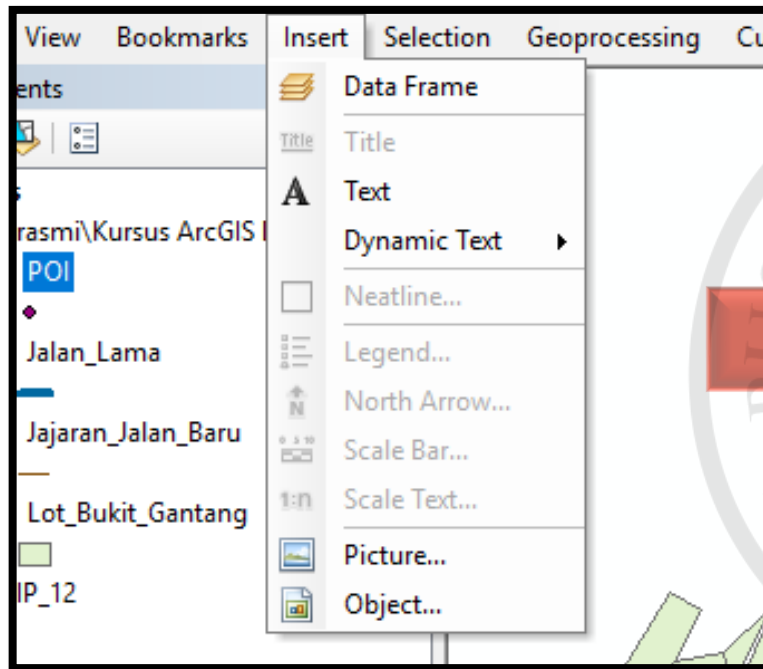 View Bookmarks Insert Selection Geoprocessing Cu
ents
Data Frame
Title Title
A Text
Dynamic Text
rasmi\Kursus ArcGIS
POI
Neatline...
Jalan_Lama
Legend...
N North Arrow...
Jajaran_Jalan_Baru
Scale Bar...
1:n Scale Text...
Lot_Bukit_Gantang
Picture...
IP_12
Object...